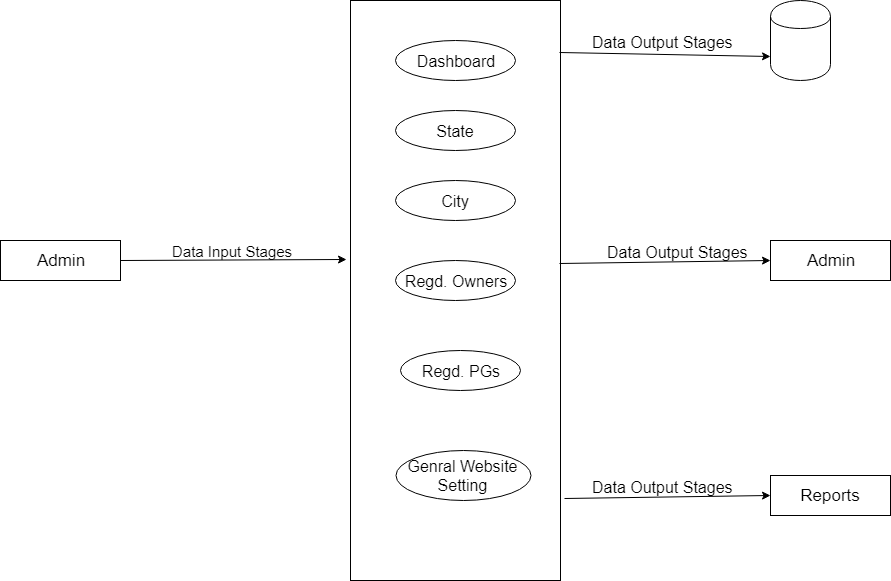 Data Output Stages
Dashboard
State
City
Admin
Data Input Stages
Data Output Stages
Admin
Regd. Owners
Regd. PGs
Genral Website
Setting
Data Output Stages
Reports